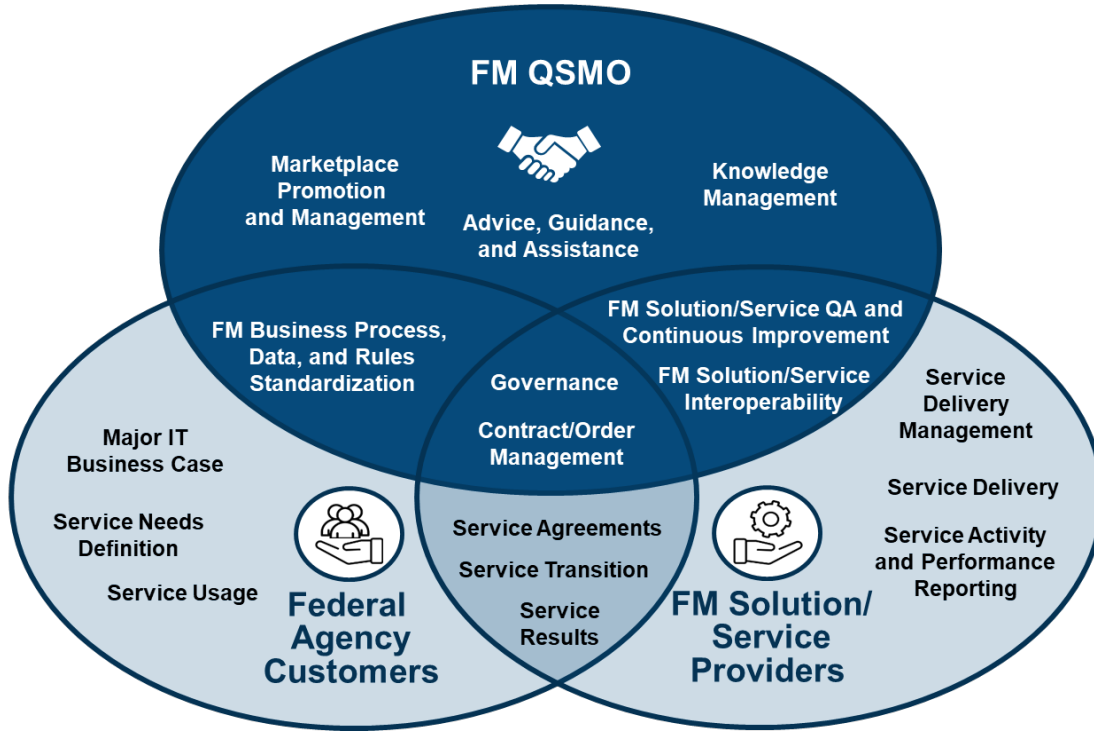 FM QSMO
Marketplace
Promotion
and Management
Knowledge
Management
Advice, Guidance,
and Assistance
FM Business Process,
Data, and Rules
Standardization
FM Solution/Service QA and
Continuous Improvement
Governance
FM Solution/Service
Interoperability
Contract/Order
Management
Major IT
Business Case
Service Needs
Definition
Service Usage
Federal
Agency
Customers
Service Agreements
Service Transition
Service
Results
Service
Delivery
Management
Service Delivery
Service Activity
and Performance
Reporting
FM Solution/
Service
Providers